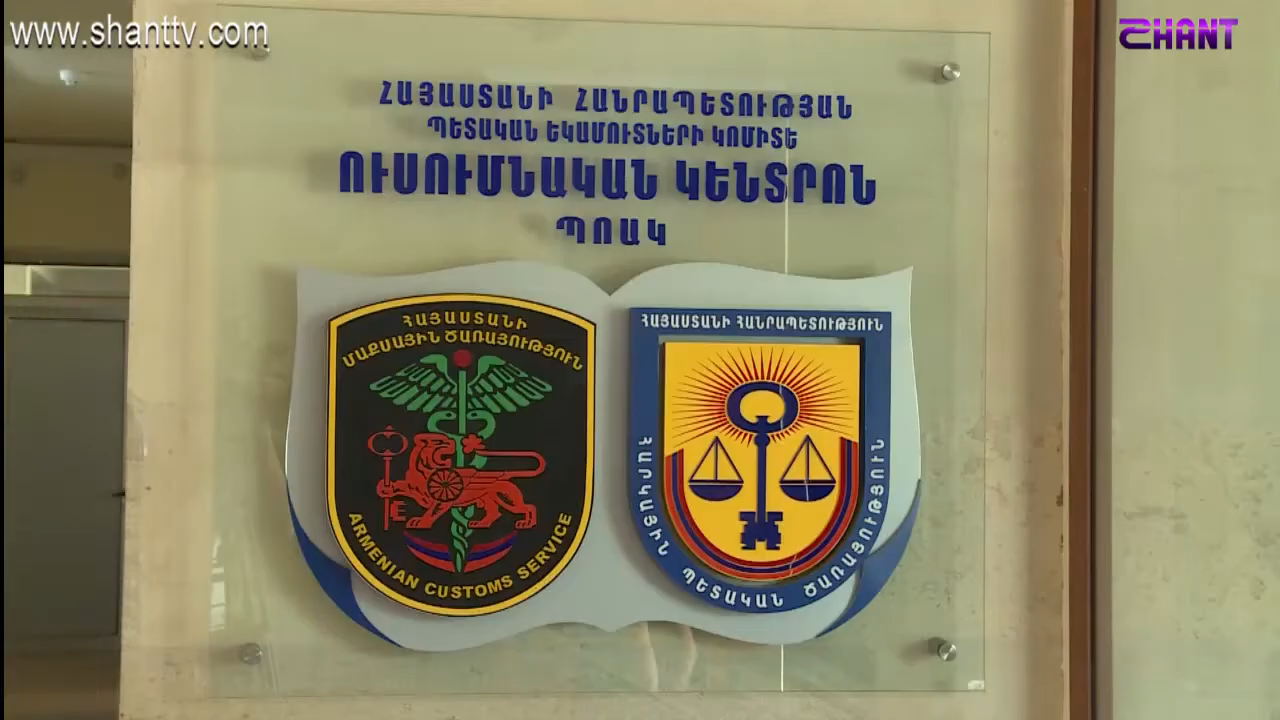 www.shanttv.com
SHANT
ՀԱՅԱՍՏԱՆԻ ՀԱՆՐԱՊԵՏՈՒԹՅԱՆ
ՊԵՏԱԿԱՆ ԵԿԱՄՈՒՏՆԵՐԻ ԿՈՄԻՏԵ
ՈՒՍՈՒՄՆԱԿԱՆ ԿԵՆՏՐՈՆ
ՊՈԱԿ
ՀԱՅԱՍՏԱՆԻ
ՄԱՔՍԱՅԻՆ ԾԱՌԱՅՈՒԹՅՈՒՆ
ARMENIAN CUSTOMS SERVICE
ՀԱՅԱՍՏԱՆԻ ՀԱՆՐԱՊԵՏՈՒԹՅՈՒՆ
ՀԱՐԿԱՅԻՆ ՊԵՏԱԿԱՆ ԾԱՌԱՅՈՒԹՅՈՒՆ